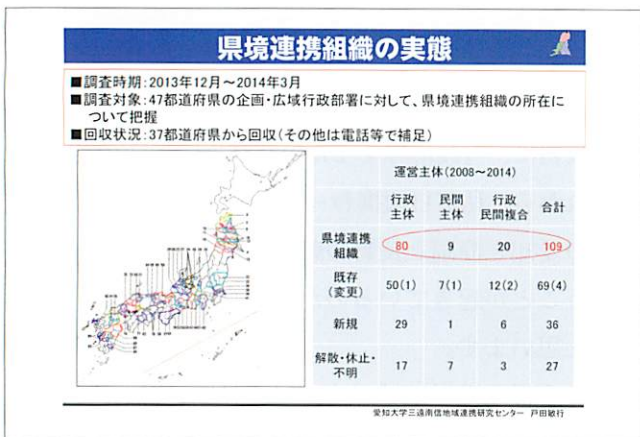 県境連携組織の実態
■調査時期：2013年12月～2014年3月
■調査対象：47都道府県の企画・広域行政部署に対して、県境連携組織の所在に
ついて把握
■回収状況：37都道府県から回収(その他は電話等で補足)
運営主体(2008～2014)
行政主体 民間主体 行政民間複合 合計
県境連携組織 80 9 20 109
既存(変更) 50(1) 7(1) 12(2) 69(4)
新規 29 1 6 36
解散・休止・不明 17 7 3 27
愛知大学三遠南信地域連携研究センター 戸田敏行